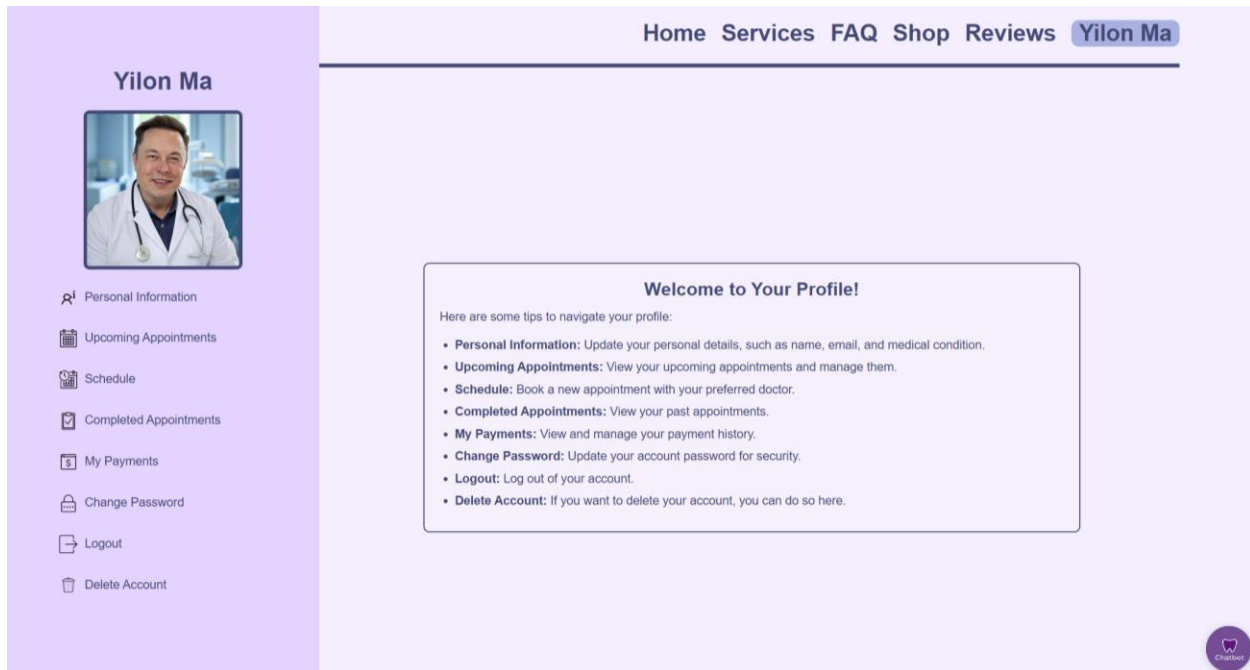 Home Services FAQ Shop Reviews Yilon Ma
Yilon Ma
Personal Information
Upcoming Appointments
Schedule
Completed Appointments
My Payments
Change Password
Logout
Delete Account
Welcome to Your Profile!
Here are some tips to navigate your profile:
• Personal Information: Update your personal details, such as name, email, and medical condition.
• Upcoming Appointments: View your upcoming appointments and manage them.
• Schedule: Book a new appointment with your preferred doctor.
• Completed Appointments: View your past appointments.
• My Payments: View and manage your payment history.
• Change Password: Update your account password for security.
• Logout: Log out of your account.
• Delete Account: If you want to delete your account, you can do so here.
Chatbot